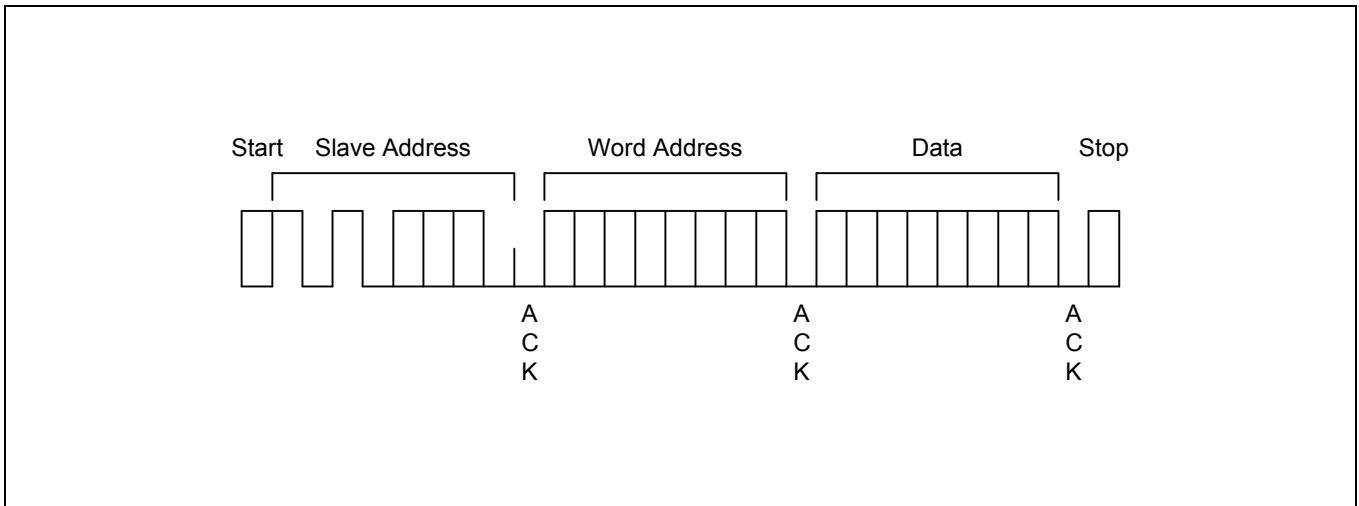 Start Slave Address Word Address Data Stop
A A A
C C C
K K K